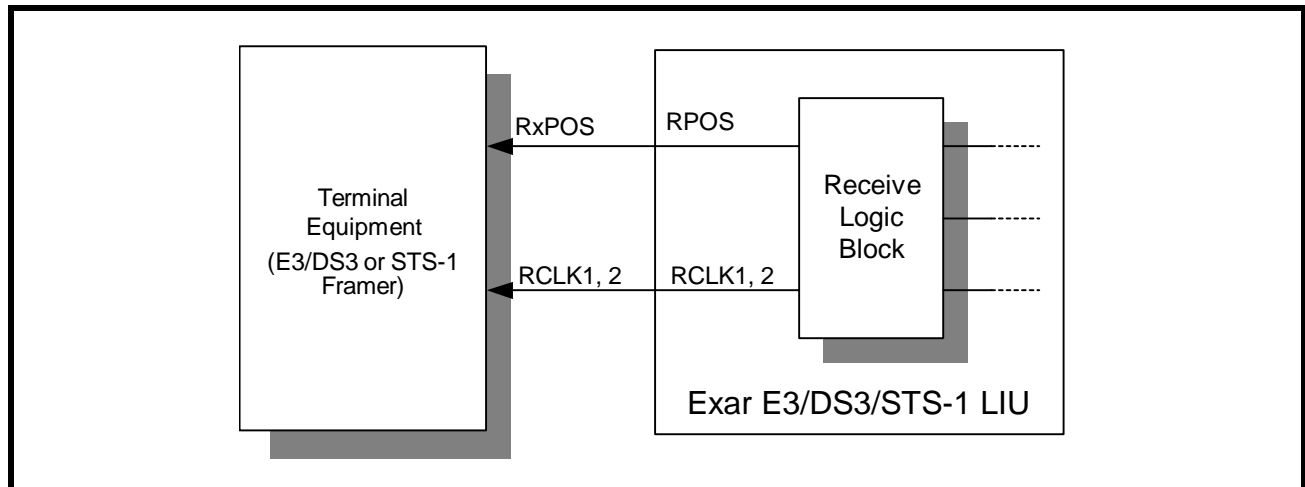 RxPOS
RPOS
Terminal
Equipment
(E3/DS3 or STS-1
Framer)
Receive
Logic
Block
RCLK1, 2
RCLK1, 2
Exar E3/DS3/STS-1 LIU